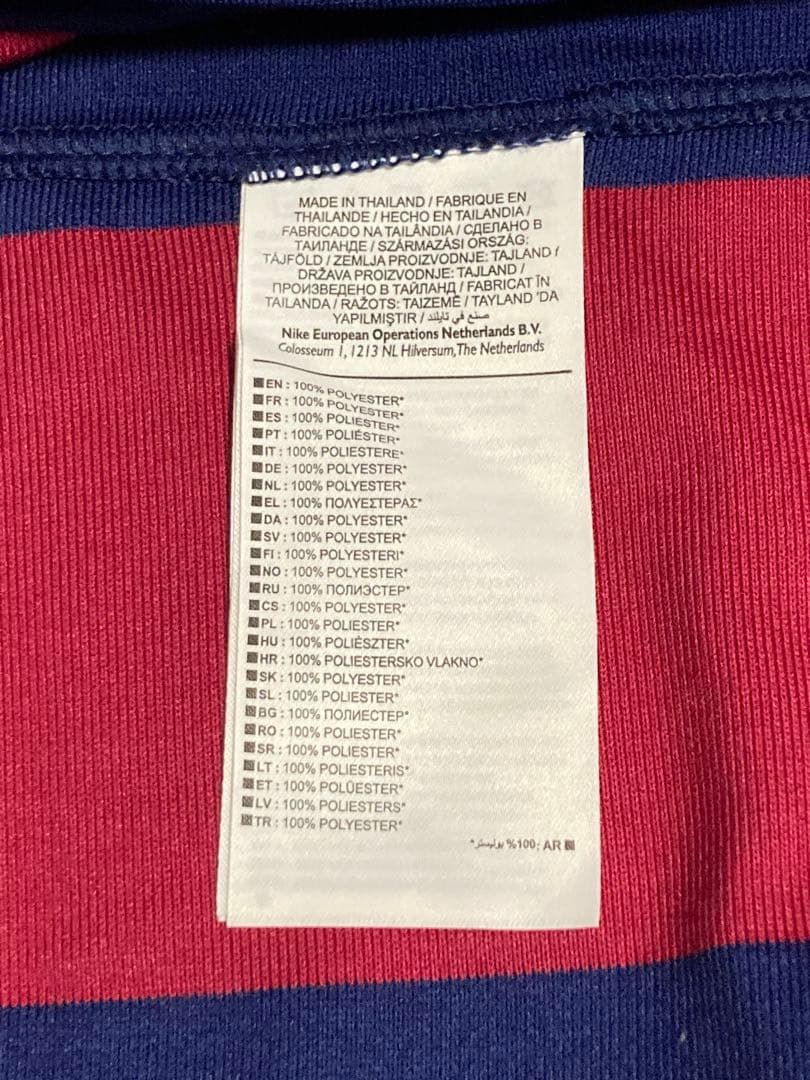 MADE IN THAILAND / FABRIQUE EN
THAILANDE / HECHO EN TAILANDIA /
FABRICADO NA TAILÂNDIA / СДЕЛАНО В
ТАИЛАНДЕ / SZÁRMAZÁSI ORSZÁG:
TÁJFÖLD / ZEMLJA PROIZVODNJE: TAJLAND /
DRŽAVA PROIZVODNJE: TAJLAND /
ПРОИЗВЕДЕНО В ТАЙЛАНД / FABRICAT ÎN
TAILANDA / RAŽOTS: TAIZEMĒ / TAYLAND 'DA
YAPILMIŞTIR / صنع في تايلند
Nike European Operations Netherlands B.V.
Colosseum 1, 1213 NL Hilversum, The Netherlands
EN : 100% POLYESTER*
FR : 100% POLYESTER*
ES : 100% POLIESTER*
PT : 100% POLIÉSTER*
IT : 100% POLIESTERE*
DE : 100% POLYESTER*
NL : 100% POLYESTER*
EL : 100% ΠΟΛΥΕΣΤΕΡΑΣ*
DA : 100% POLYESTER*
SV : 100% POLYESTER*
FI : 100% POLYESTERI*
NO : 100% POLYESTER*
RU : 100% ПОЛИЭСТЕР*
CS : 100% POLYESTER*
PL : 100% POLIESTER*
HU : 100% POLIÉSZTER*
HR : 100% POLIESTERSKO VLAKNO*
SK : 100% POLYESTER*
SL : 100% POLIESTER*
BG : 100% ПОЛИЕСТЕР*
RO : 100% POLIESTER*
SR : 100% POLIESTER*
LT : 100% POLIESTERIS*
ET : 100% POLÜESTER*
LV : 100% POLIESTERS*
TR : 100% POLYESTER*
AR :100% بوليستر*